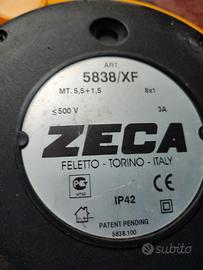 ART.
5838/XF
MT. 5,5+1,5 8x1
≤500 V 3A
ZECA
FELETTO - TORINO - ITALY
IP42
PATENT PENDING
5838.100
subito